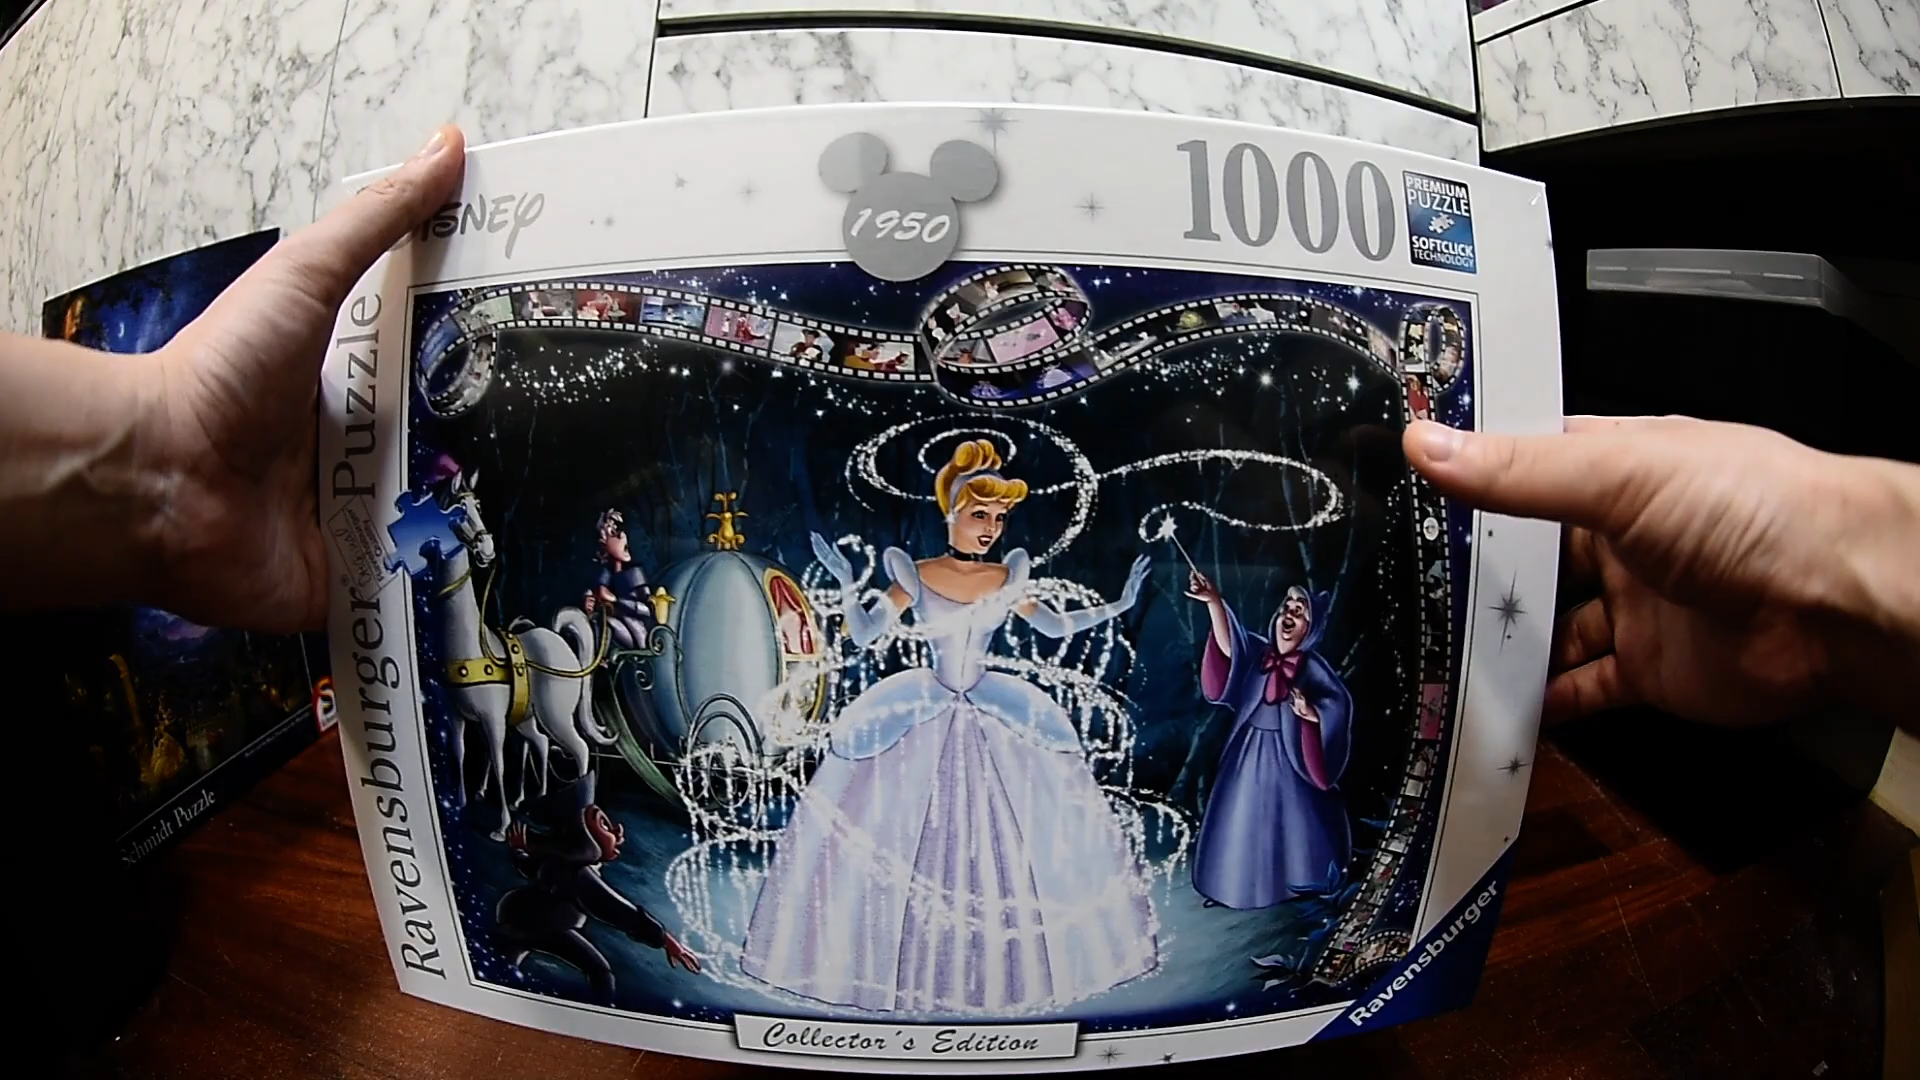 DISNEY
1950
1000
PREMIUM
PUZZLE
SOFTCLICK
TECHNOLOGY
Ravensburger Puzzle
®
Schmidt Puzzle
Collector's Edition
Ravensburger